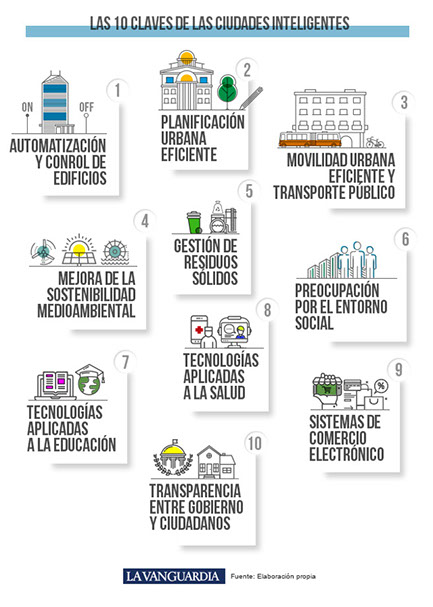 LAS 10 CLAVES DE LAS CIUDADES INTELIGENTES
1
ON
OFF
AUTOMATIZACIÓN
Y CONROL DE
EDIFICIOS
2
PLANIFICACIÓN
URBANA
EFICIENTE
3
MOVILIDAD URBANA
EFICIENTE Y
TRANSPORTE PÚBLICO
4
MEJORA DE LA
SOSTENIBILIDAD
MEDIOAMBIENTAL
5
GESTIÓN DE
RESIDUOS
SÓLIDOS
6
PREOCUPACIÓN
POR EL ENTORNO
SOCIAL
7
TECNOLOGÍAS
APLICADAS
A LA EDUCACIÓN
8
TECNOLOGÍAS
APLICADAS
A LA SALUD
9
%
SISTEMAS DE
COMERCIO
ELECTRÓNICO
10
TRANSPARENCIA
ENTRE GOBIERNO
Y CIUDADANOS
LA VANGUARDIA
Fuente: Elaboración propia